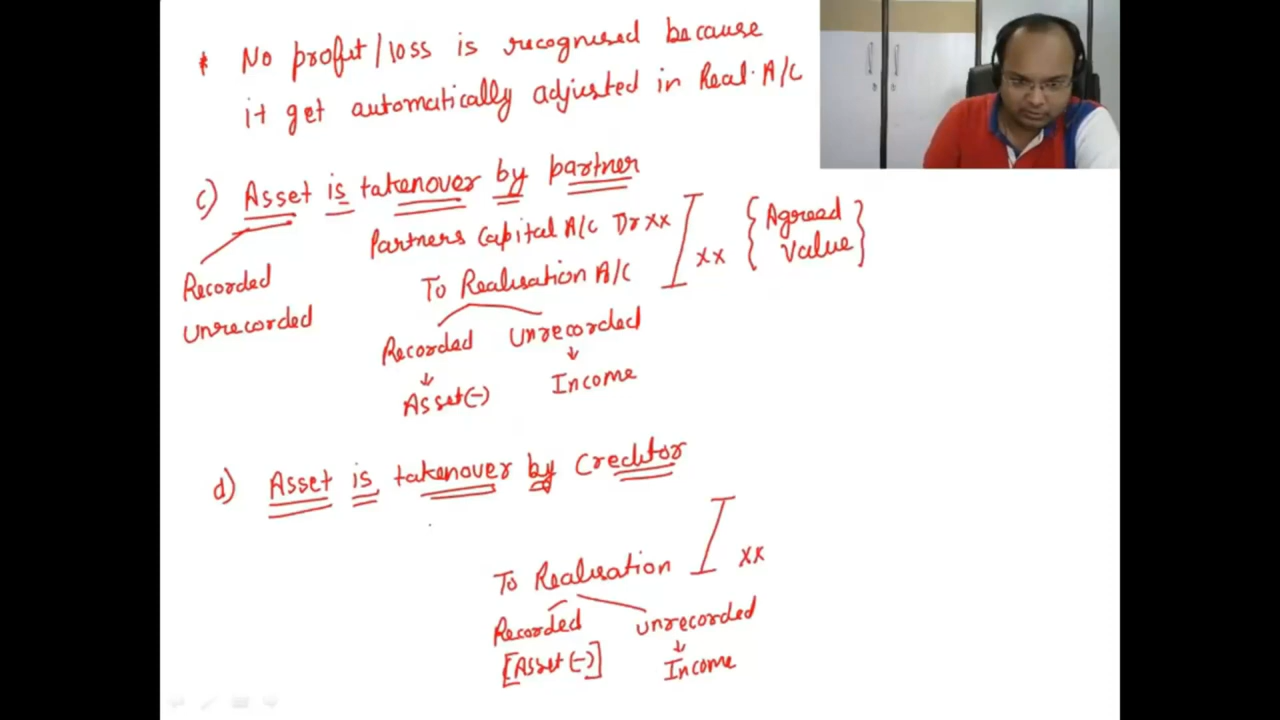 * No profit/loss is recognised because
it get automatically adjusted in Real. A/C
c) Asset is takenover by partner
Recorded
unrecorded
Partners Capital A/C Dr XX
To Realisation A/C
XX
{Agreed
Value}
Recorded
Unrecorded
Asset(-)
Income
d) Asset is takenover by Creditor
To Realisation
XX
Recorded
unrecorded
[Asset (-)]
Income